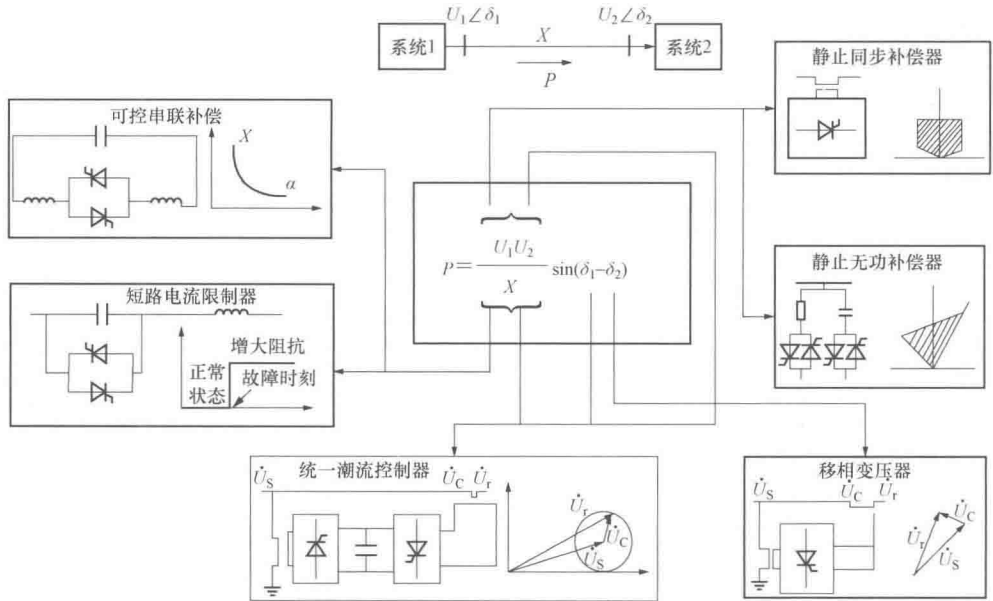 U₁∠δ₁
U₂∠δ₂
系统1
X
系统2
P
静止同步补偿器
可控串联补偿
X
α
P=U₁U₂/X sin(δ₁-δ₂)
静止无功补偿器
短路电流限制器
增大阻抗
正常
状态
故障时刻
统一潮流控制器
U̇S
U̇C
U̇r
U̇r
U̇C
U̇S
移相变压器
U̇S
U̇C
U̇r
U̇C
U̇r
U̇S